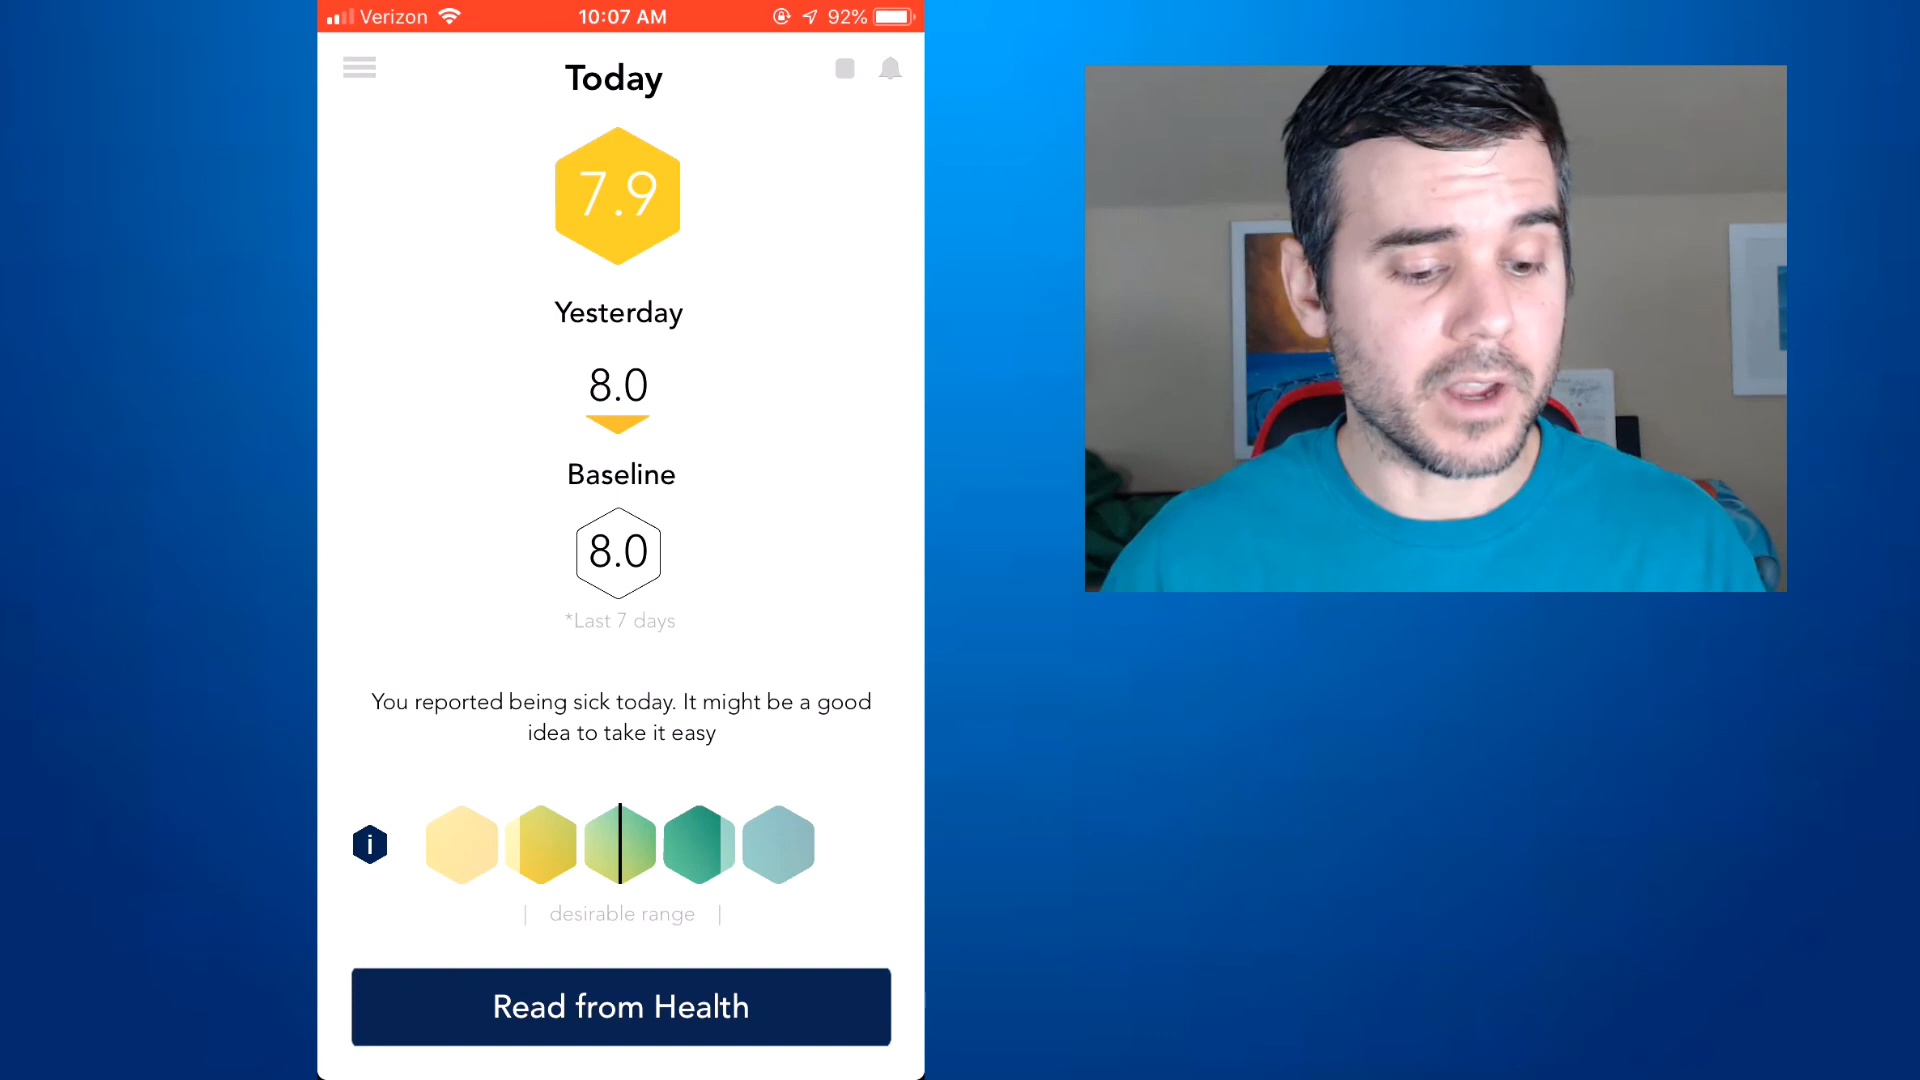 Verizon 10:07 AM 92%
Today
7.9
Yesterday
8.0
Baseline
8.0
*Last 7 days
You reported being sick today. It might be a good
idea to take it easy
i
| desirable range |
Read from Health